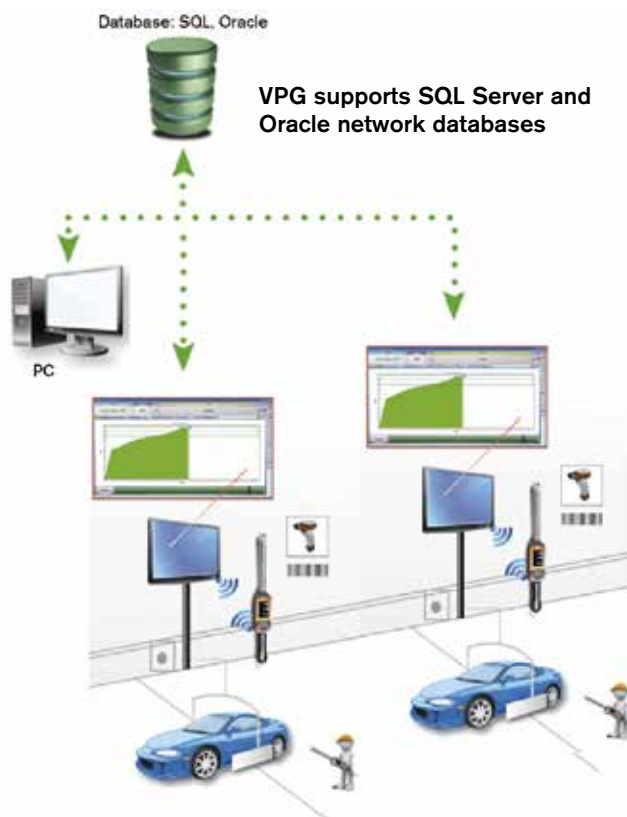 Database: SQL, Oracle
VPG supports SQL Server and
Oracle network databases
PC